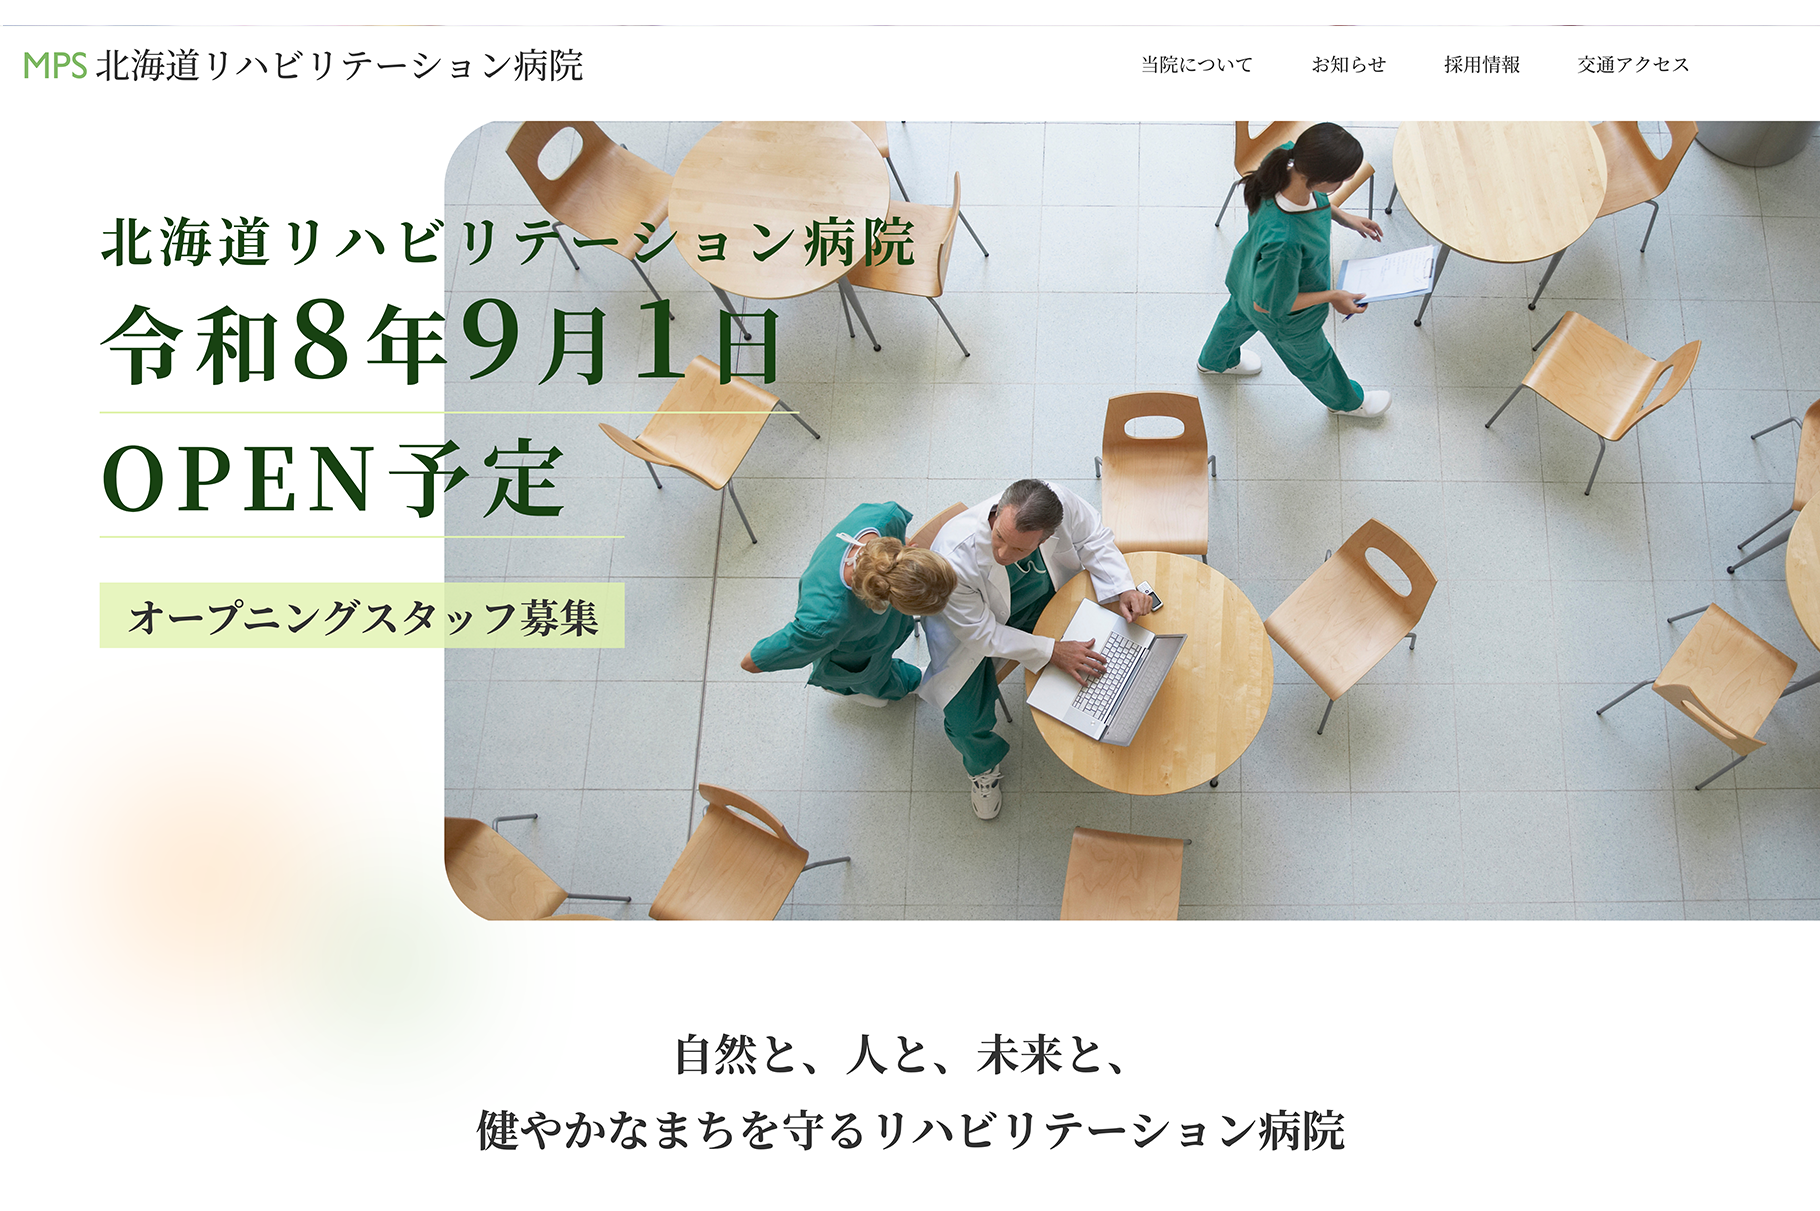 MPS 北海道リハビリテーション病院
当院について
お知らせ
採用情報
交通アクセス
北海道リハビリテーション病院
令和8年9月1日
OPEN予定
オープニングスタッフ募集
自然と、人と、未来と、
健やかなまちを守るリハビリテーション病院